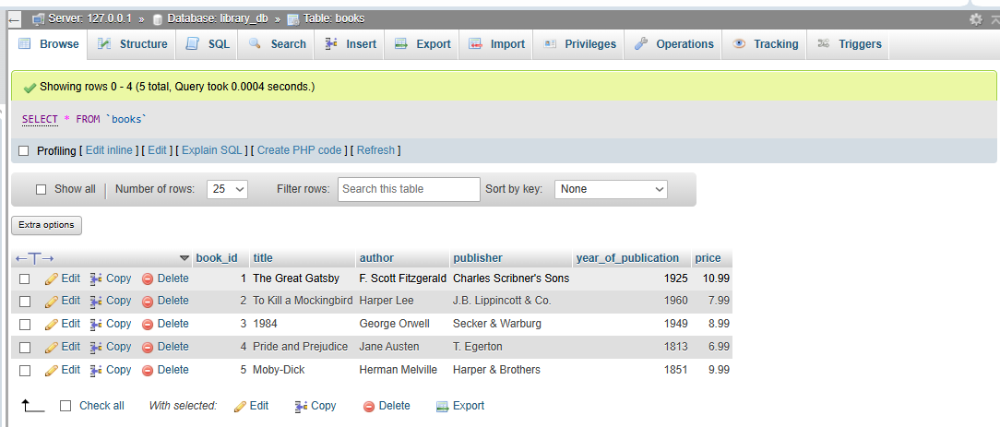 Server: 127.0.0.1 » Database: library_db » Table: books
Browse Structure SQL Search Insert Export Import Privileges Operations Tracking Triggers
Showing rows 0 - 4 (5 total, Query took 0.0004 seconds.)
SELECT * FROM `books`
Profiling [ Edit inline ] [ Edit ] [ Explain SQL ] [ Create PHP code ] [ Refresh ]
Show all | Number of rows: 25 Filter rows: Search this table Sort by key: None
Extra options
←T→ book_id title author publisher year_of_publication price
Edit Copy Delete 1 The Great Gatsby F. Scott Fitzgerald Charles Scribner's Sons 1925 10.99
Edit Copy Delete 2 To Kill a Mockingbird Harper Lee J.B. Lippincott & Co. 1960 7.99
Edit Copy Delete 3 1984 George Orwell Secker & Warburg 1949 8.99
Edit Copy Delete 4 Pride and Prejudice Jane Austen T. Egerton 1813 6.99
Edit Copy Delete 5 Moby-Dick Herman Melville Harper & Brothers 1851 9.99
Check all With selected: Edit Copy Delete Export